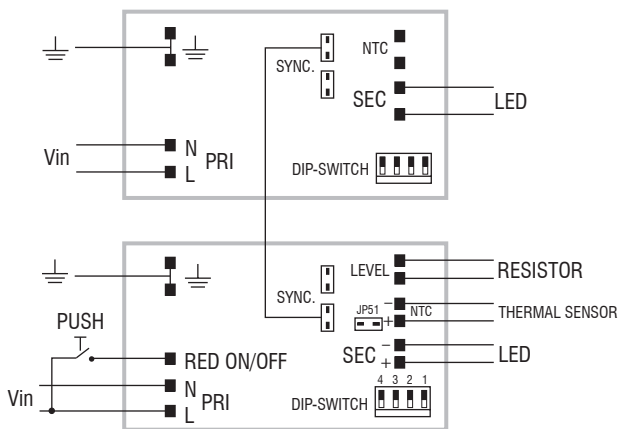 NTC
SYNC.
SEC
LED
Vin
N
PRI
L
DIP-SWITCH
LEVEL
RESISTOR
SYNC.
JP51
−
+
NTC
THERMAL SENSOR
PUSH
RED ON/OFF
SEC
−
+
LED
Vin
N
PRI
L
4 3 2 1
DIP-SWITCH